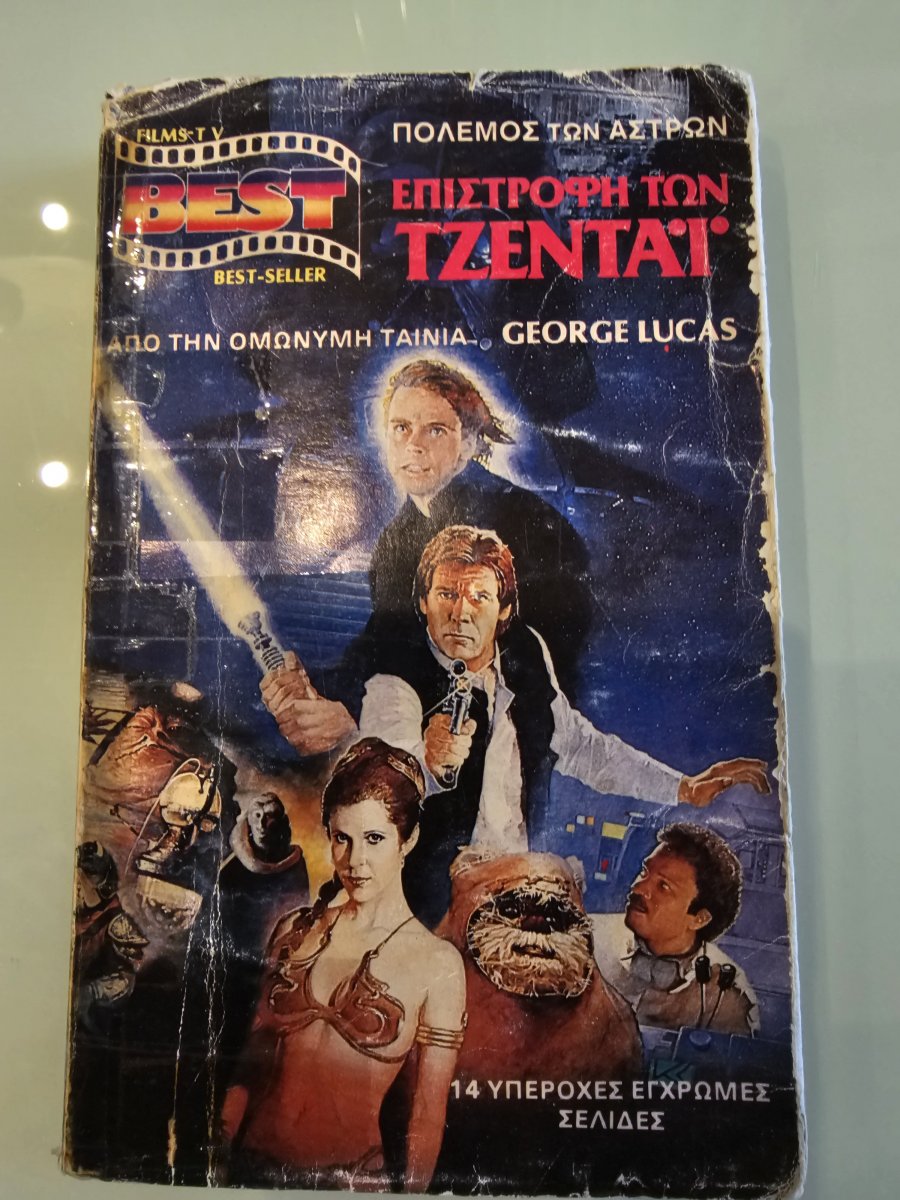 FILMS-TV
BEST
BEST-SELLER
ΠΟΛΕΜΟΣ ΤΩΝ ΑΣΤΡΩΝ
ΕΠΙΣΤΡΟΦΗ ΤΩΝ
ΤΖΕΝΤΑΪ
ΑΠΟ ΤΗΝ ΟΜΩΝΥΜΗ ΤΑΙΝΙΑ GEORGE LUCAS
14 ΥΠΕΡΟΧΕΣ ΕΓΧΡΩΜΕΣ
ΣΕΛΙΔΕΣ